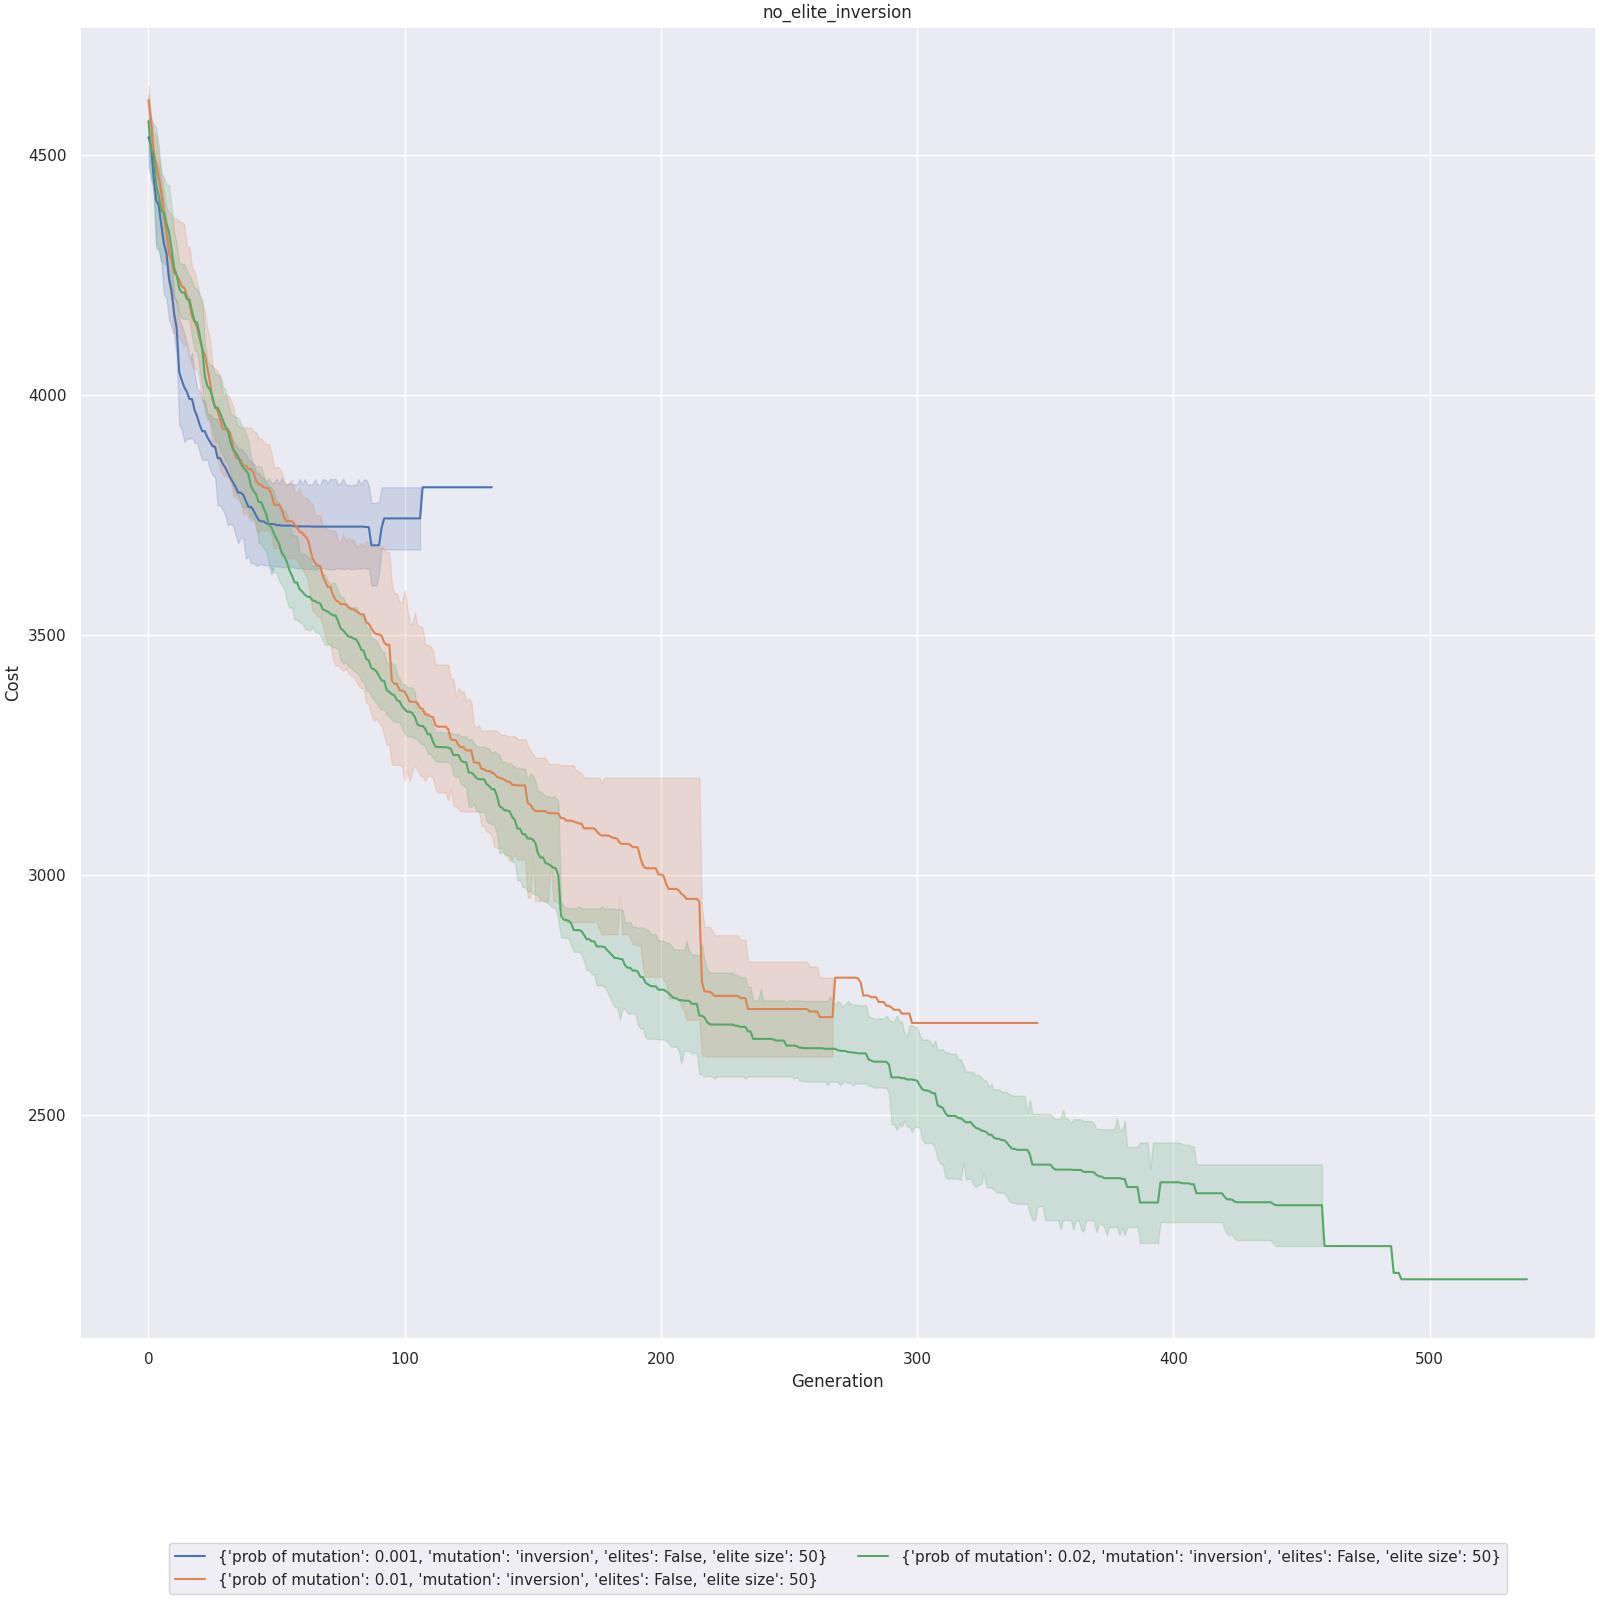 no_elite_inversion
4500
4000
3500
3000
2500
Cost
0 100 200 300 400 500
Generation
{'prob of mutation': 0.001, 'mutation': 'inversion', 'elites': False, 'elite size': 50}
{'prob of mutation': 0.01, 'mutation': 'inversion', 'elites': False, 'elite size': 50}
{'prob of mutation': 0.02, 'mutation': 'inversion', 'elites': False, 'elite size': 50}